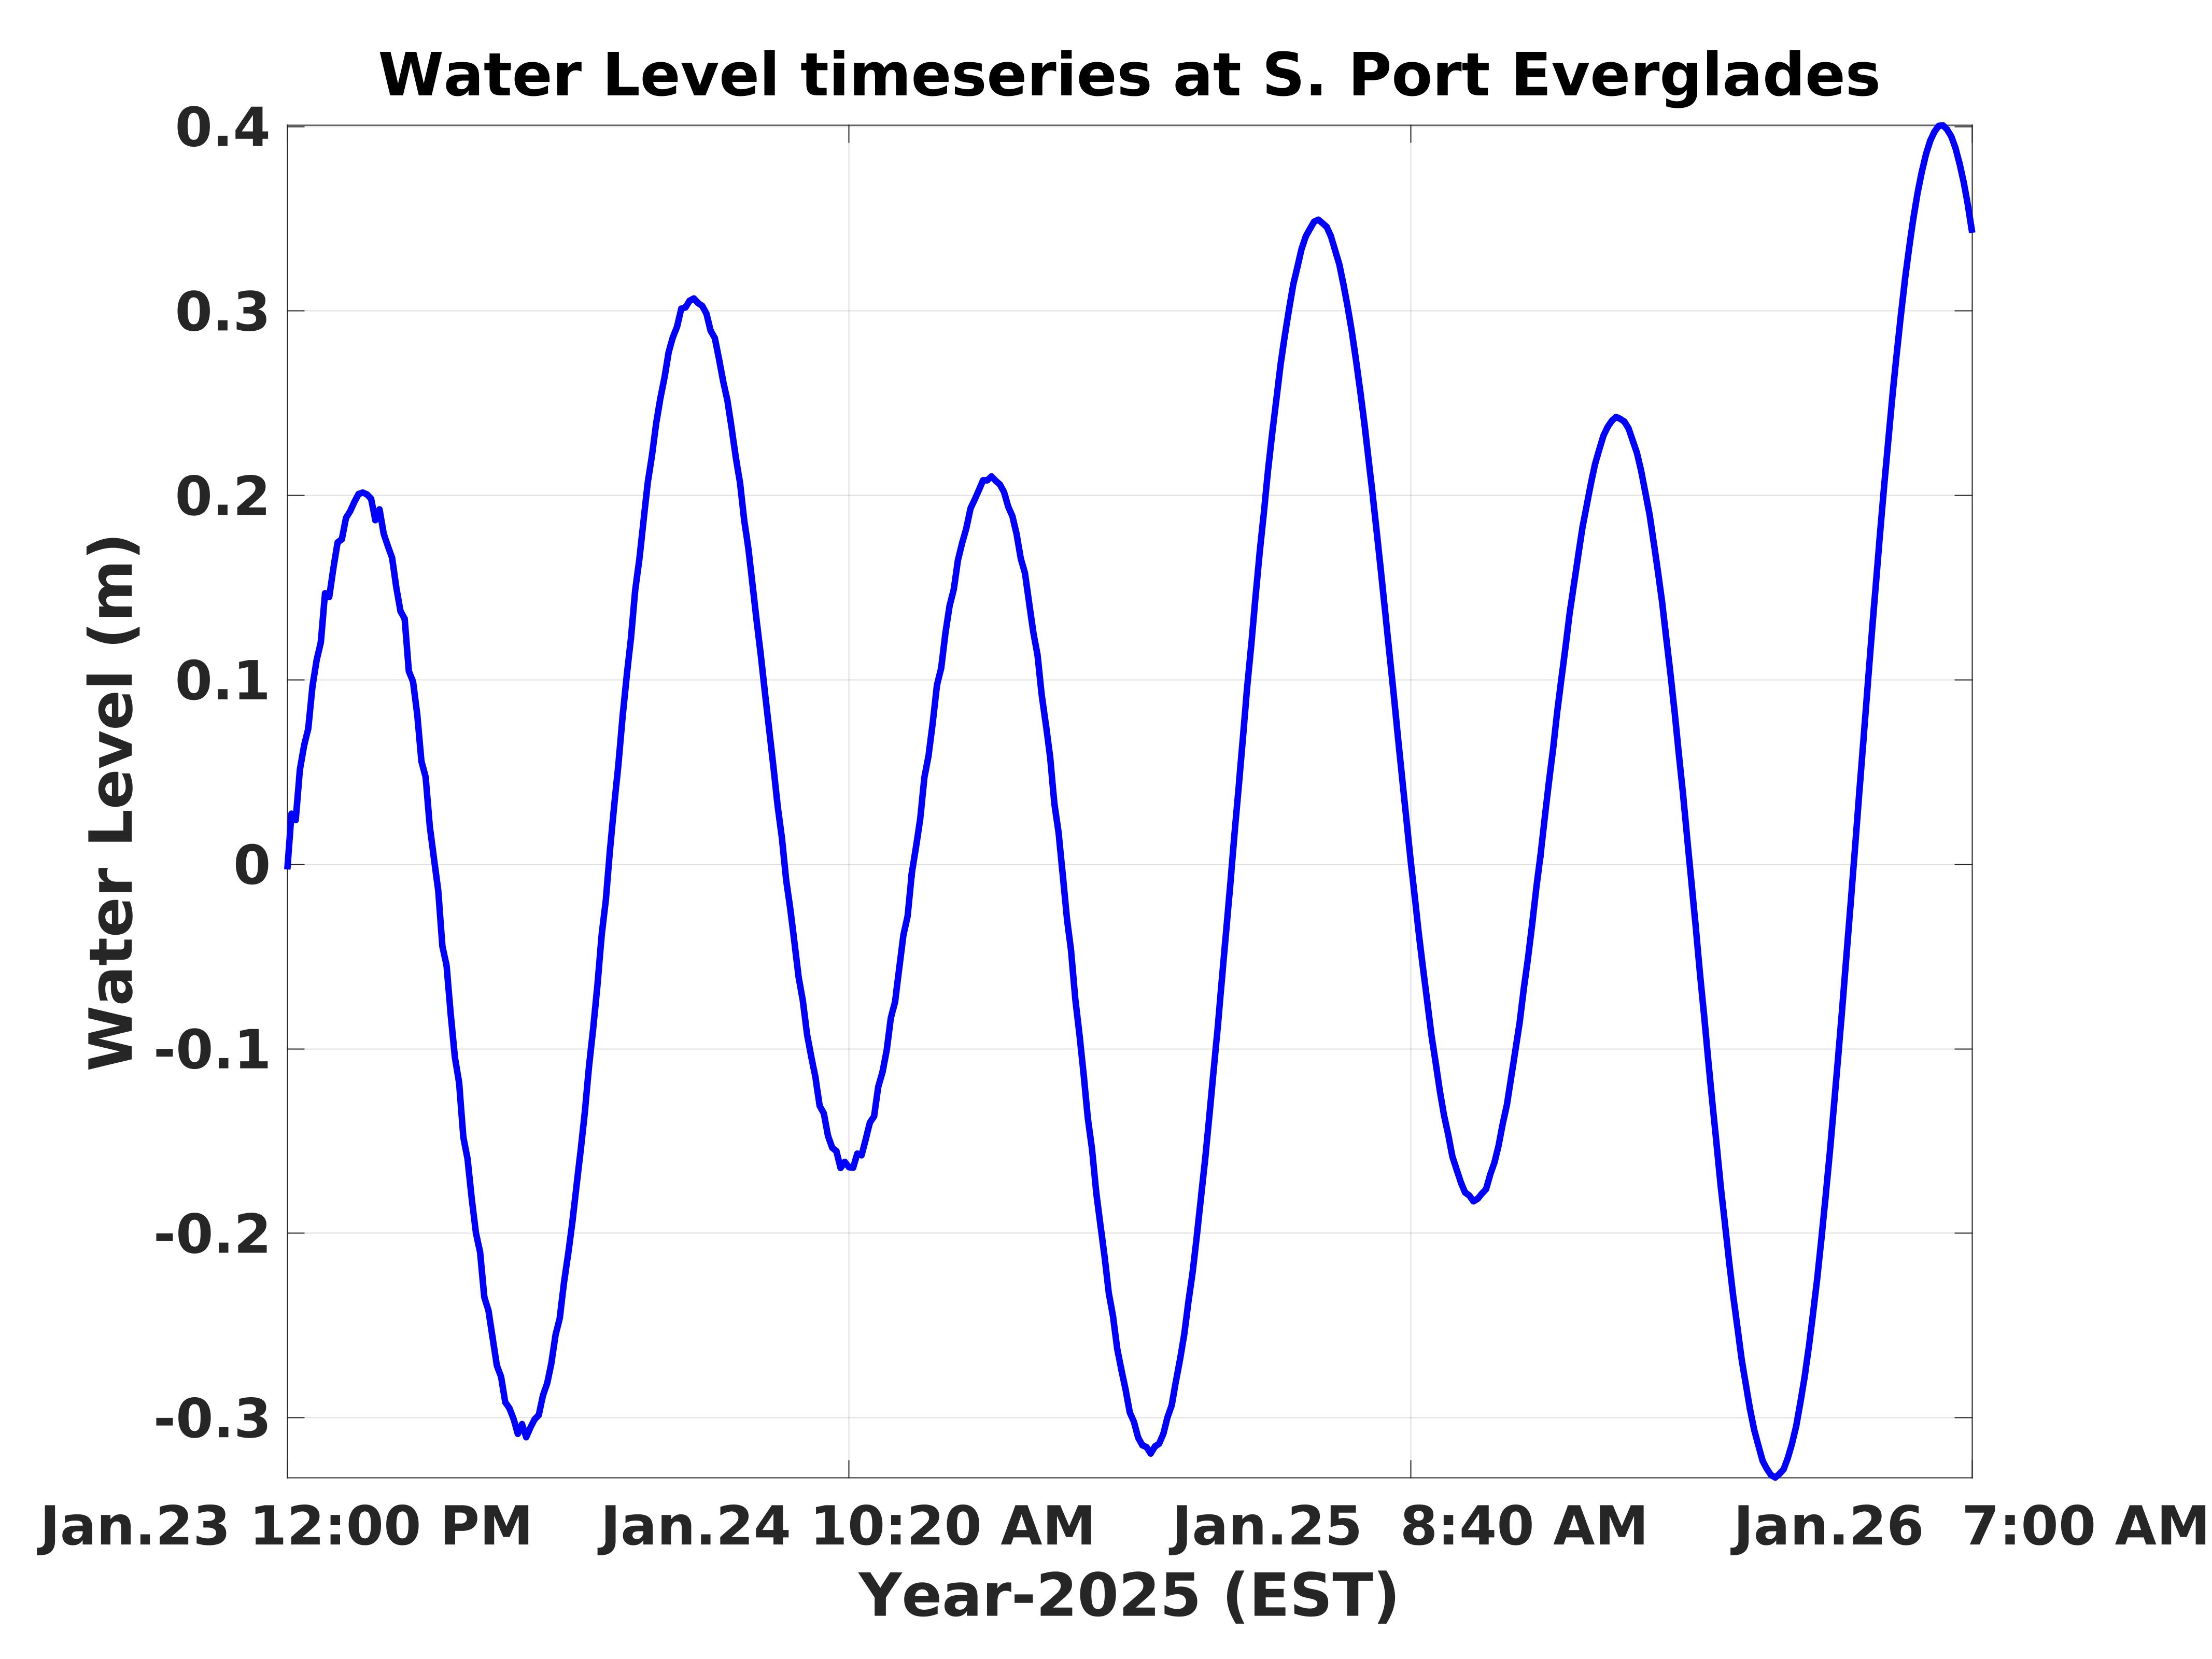 Water Level timeseries at S. Port Everglades
0.4
0.3
0.2
0.1
0
-0.1
-0.2
-0.3
Water Level (m)
Jan.23 12:00 PM Jan.24 10:20 AM Jan.25 8:40 AM Jan.26 7:00 AM
Year-2025 (EST)